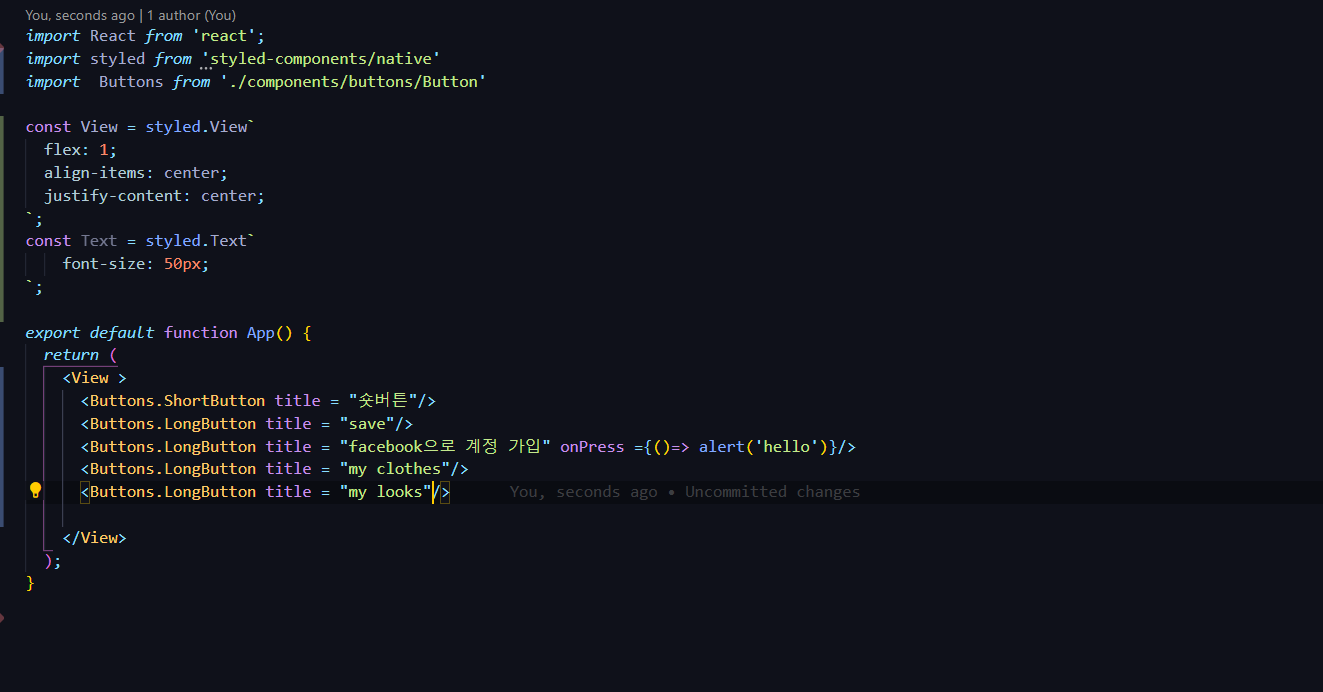 You, seconds ago | 1 author (You)
import React from 'react';
import styled from 'styled-components/native'
import  Buttons from './components/buttons/Button'
const View = styled.View`
flex: 1;
align-items: center;
justify-content: center;
`;
const Text = styled.Text`
font-size: 50px;
`;
export default function App() {
return (
<View >
<Buttons.ShortButton title = "숏버튼"/>
<Buttons.LongButton title = "save"/>
<Buttons.LongButton title = "facebook으로 계정 가입" onPress ={()=> alert('hello')}/>
<Buttons.LongButton title = "my clothes"/>
<Buttons.LongButton title = "my looks"/> You, seconds ago • Uncommitted changes
</View>
);
}